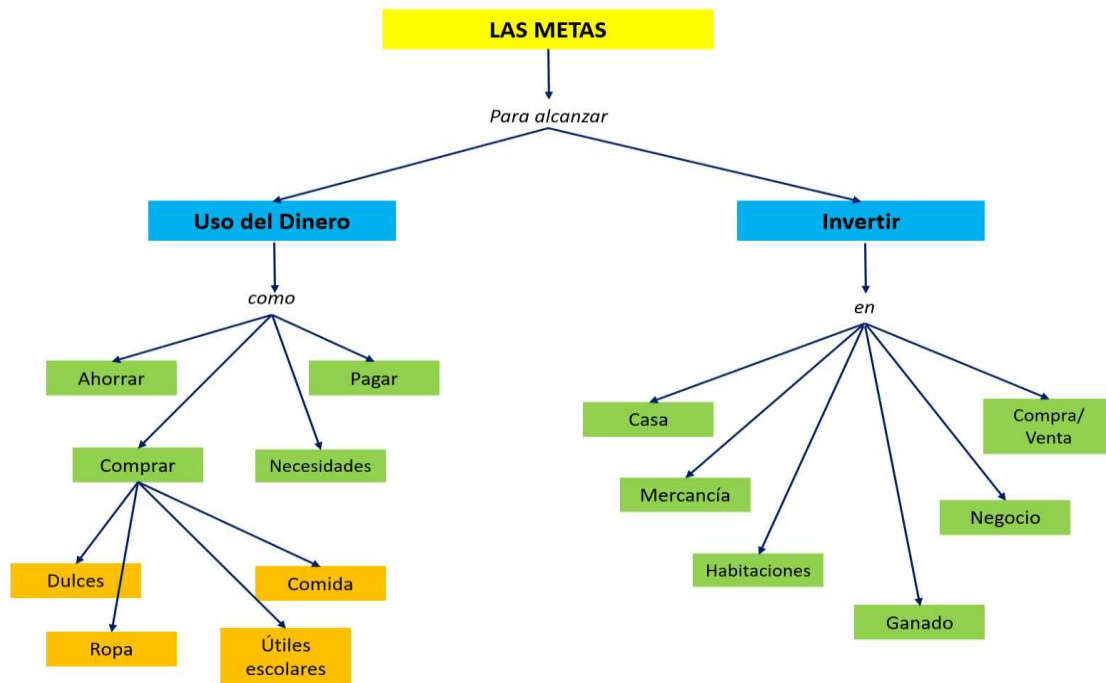 LAS METAS
Para alcanzar
Uso del Dinero
Invertir
como
en
Ahorrar
Pagar
Comprar
Necesidades
Dulces
Comida
Ropa
Útiles
escolares
Casa
Compra/
Venta
Mercancía
Negocio
Habitaciones
Ganado